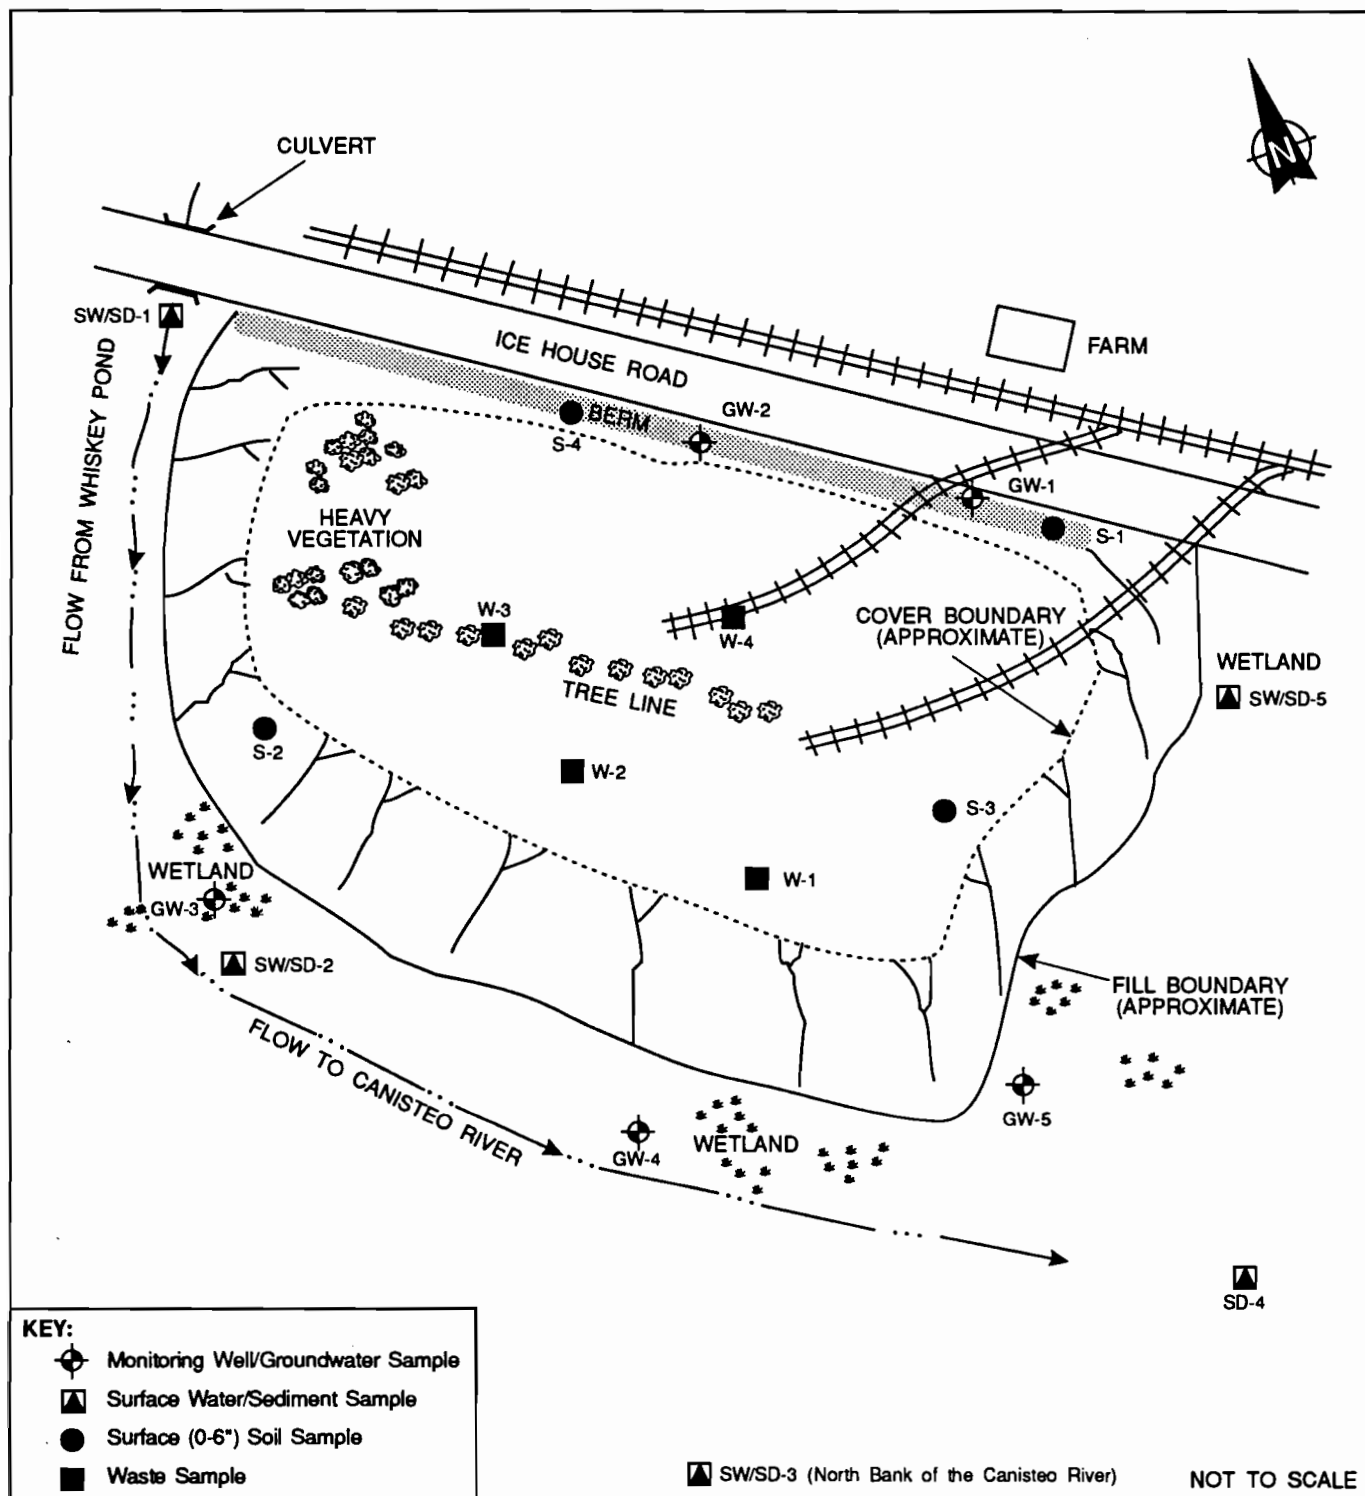 N
CULVERT
SW/SD-1
ICE HOUSE ROAD
FARM
BERM
GW-2
S-4
GW-1
S-1
FLOW FROM WHISKEY POND
HEAVY
VEGETATION
W-3
W-4
COVER BOUNDARY
(APPROXIMATE)
WETLAND
SW/SD-5
TREE LINE
S-2
W-2
S-3
WETLAND
W-1
GW-3
SW/SD-2
FILL BOUNDARY
(APPROXIMATE)
FLOW TO CANISTEO RIVER
GW-5
WETLAND
GW-4
SD-4
KEY:
Monitoring Well/Groundwater Sample
Surface Water/Sediment Sample
Surface (0-6") Soil Sample
Waste Sample
SW/SD-3 (North Bank of the Canisteo River)
NOT TO SCALE